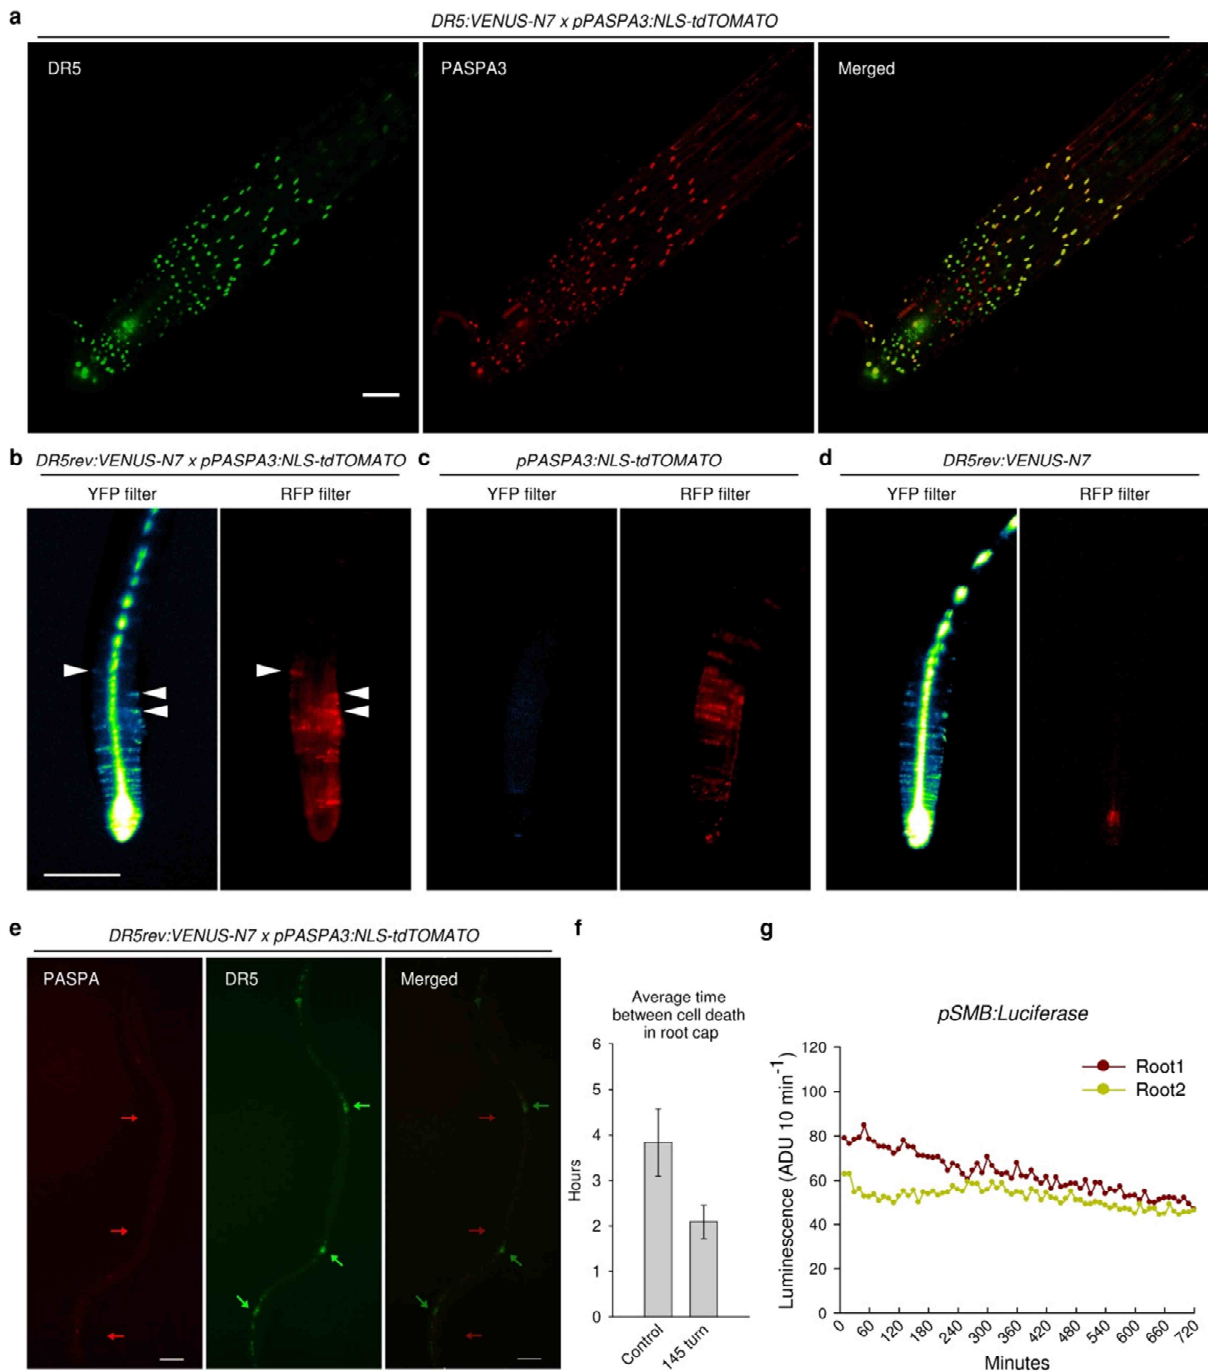 a
DR5:VENUS-N7 x pPASPA3:NLS-tdTOMATO
DR5
PASPA3
Merged
b
DR5rev:VENUS-N7 x pPASPA3:NLS-tdTOMATO
YFP filter
RFP filter
c
pPASPA3:NLS-tdTOMATO
YFP filter
RFP filter
d
DR5rev:VENUS-N7
YFP filter
RFP filter
e
DR5rev:VENUS-N7 x pPASPA3:NLS-tdTOMATO
PASPA
DR5
Merged
f
Average time
between cell death
in root cap
Hours
6
5
4
3
2
1
0
Control
145 turn
g
pSMB:Luciferase
Root1
Root2
Luminescence (ADU 10 min⁻¹)
120
100
80
60
40
20
0
0 60 120 180 240 300 360 420 480 540 600 660 720
Minutes